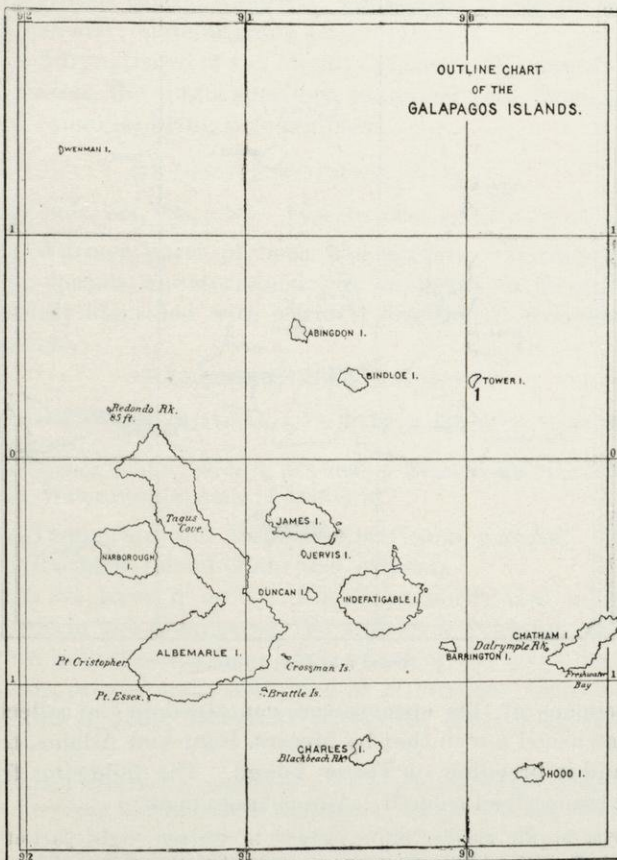 92
91
90
OUTLINE CHART
OF THE
GALAPAGOS ISLANDS.
WENMAN I.
1
1
ABINGDON I.
BINDLOE I.
TOWER I.
1
Redondo Rk.
85 ft.
0
0
Tagus
Cove.
JAMES I.
NARBOROUGH
I.
JERVIS I.
DUNCAN I.
INDEFATIGABLE I.
CHATHAM I
ALBEMARLE I.
Dalrymple Rk.
Pt Cristopher
Crossman Is.
BARRINGTON I.
Freshwater
Bay
1
1
Pt. Essex.
Brattle Is.
CHARLES I.
Blackbeach Rk.
HOOD I.
92
91
90